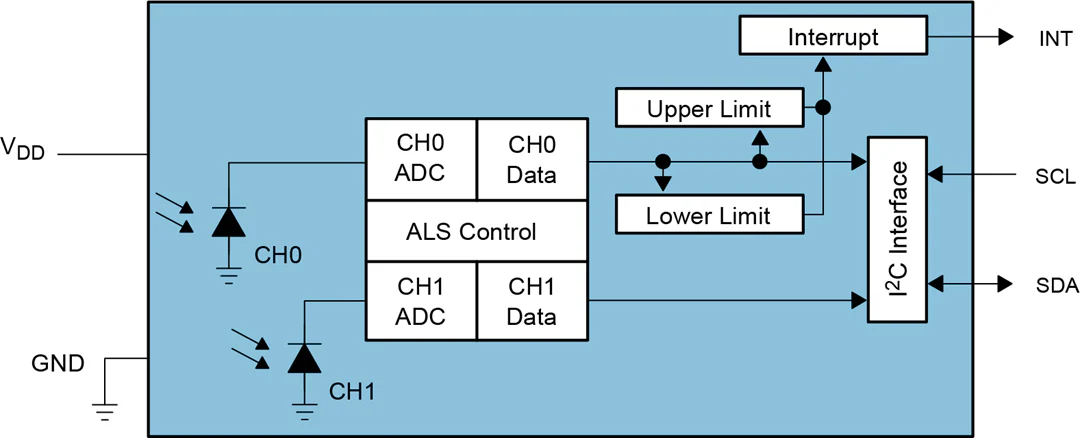 Interrupt
INT
Upper Limit
V_DD
CH0
ADC
CH0
Data
I²C Interface
SCL
Lower Limit
ALS Control
CH0
CH1
ADC
CH1
Data
SDA
GND
CH1